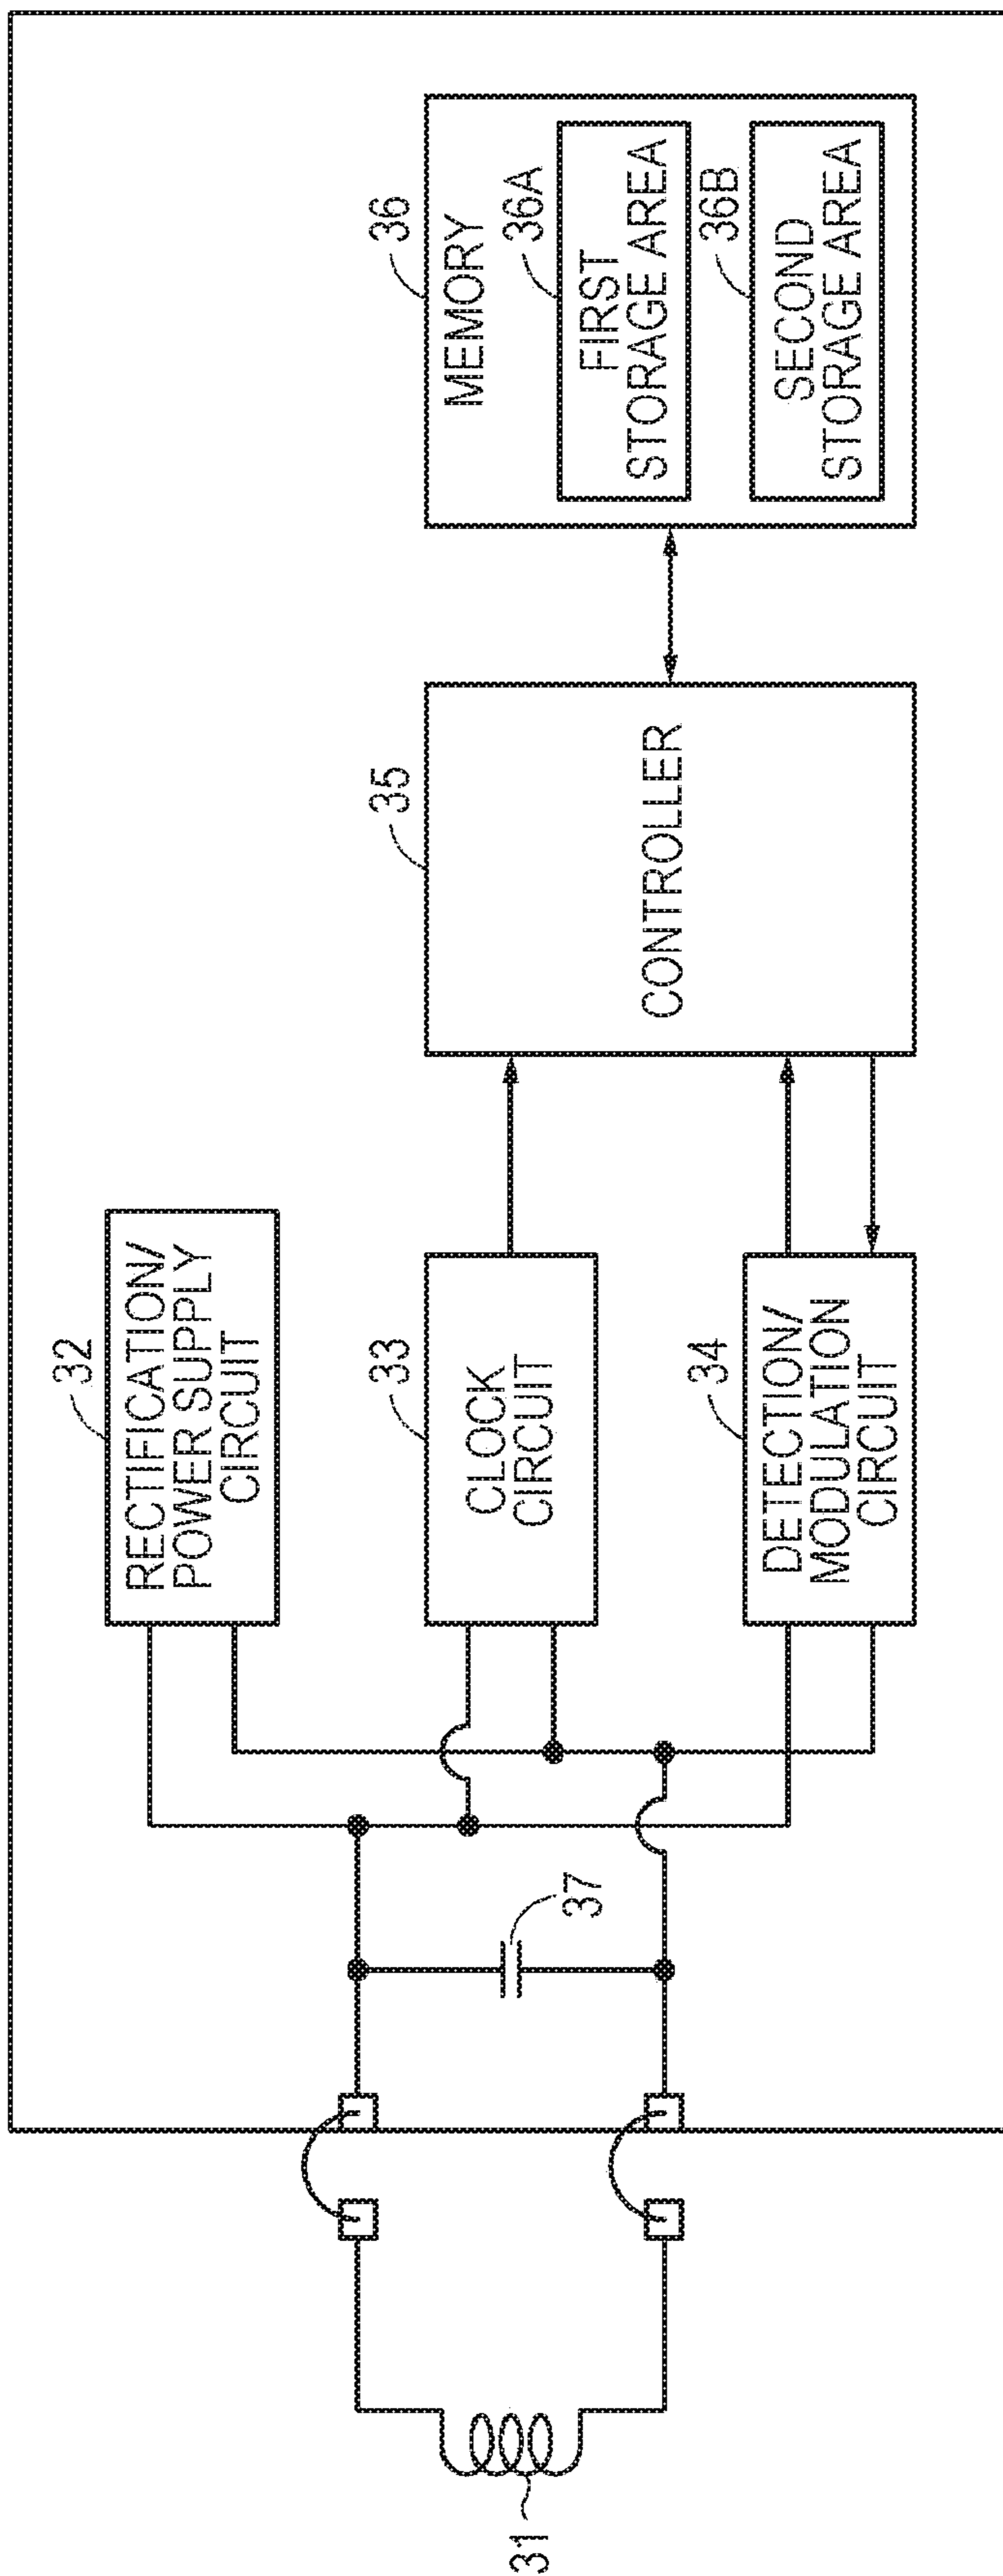 32
RECTIFICATION/
POWER SUPPLY
CIRCUIT
33
CLOCK
CIRCUIT
34
DETECTION/
MODULATION
CIRCUIT
35
CONTROLLER
36
MEMORY
36A
FIRST
STORAGE AREA
36B
SECOND
STORAGE AREA
37
31